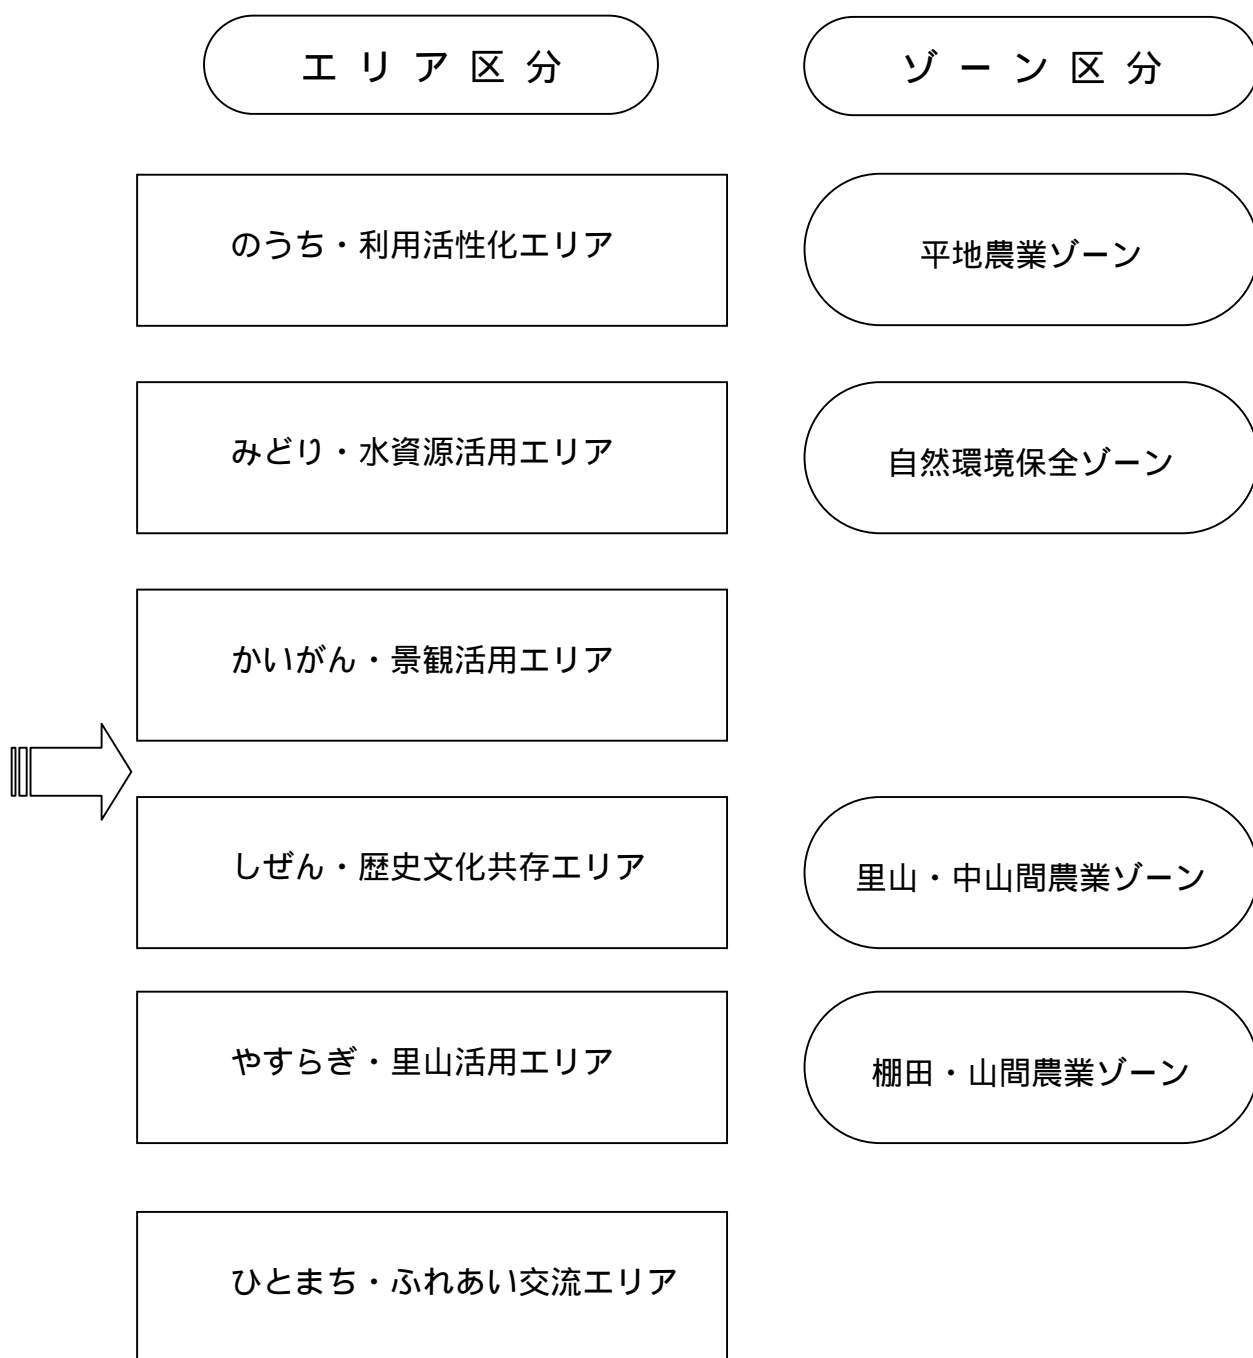 エリア区分
ゾーン区分
のうち・利用活性化エリア
平地農業ゾーン
みどり・水資源活用エリア
自然環境保全ゾーン
かいがん・景観活用エリア
しぜん・歴史文化共存エリア
里山・中山間農業ゾーン
やすらぎ・里山活用エリア
棚田・山間農業ゾーン
ひとまち・ふれあい交流エリア